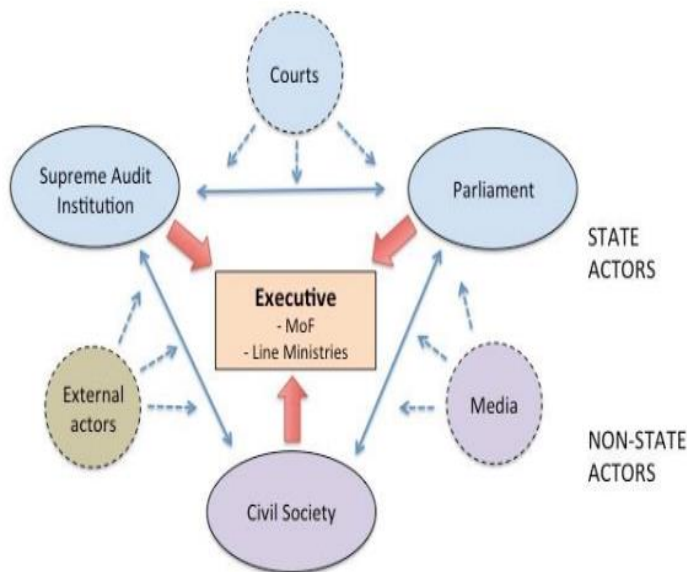 Courts
Supreme Audit
Institution
Parliament
STATE
ACTORS
Executive
- MoF
- Line Ministries
External
actors
Media
NON-STATE
ACTORS
Civil Society